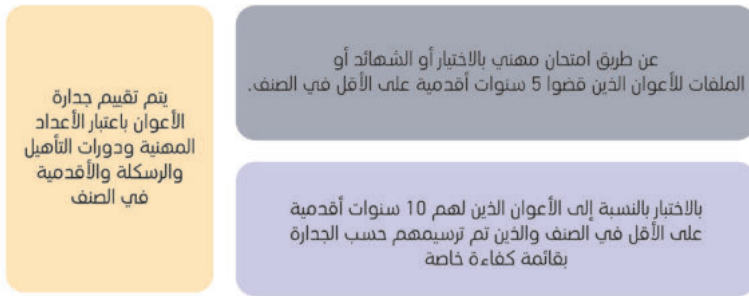 عن طريق امتحان مهني بالاختبار أو الشهائد أو
الملفات للأعوان الذين قضوا 5 سنوات أقدمية على الأقل في الصنف.
بالاختبار بالنسبة إلى الأعوان الذين لهم 10 سنوات أقدمية
على الأقل في الصنف والذين تم ترسيمهم حسب الجدارة
بقائمة كفاءة خاصة
يتم تقييم جدارة
الأعوان باعتبار الأعداد
المهنية ودورات التأهيل
والرسكلة والأقدمية
في الصنف